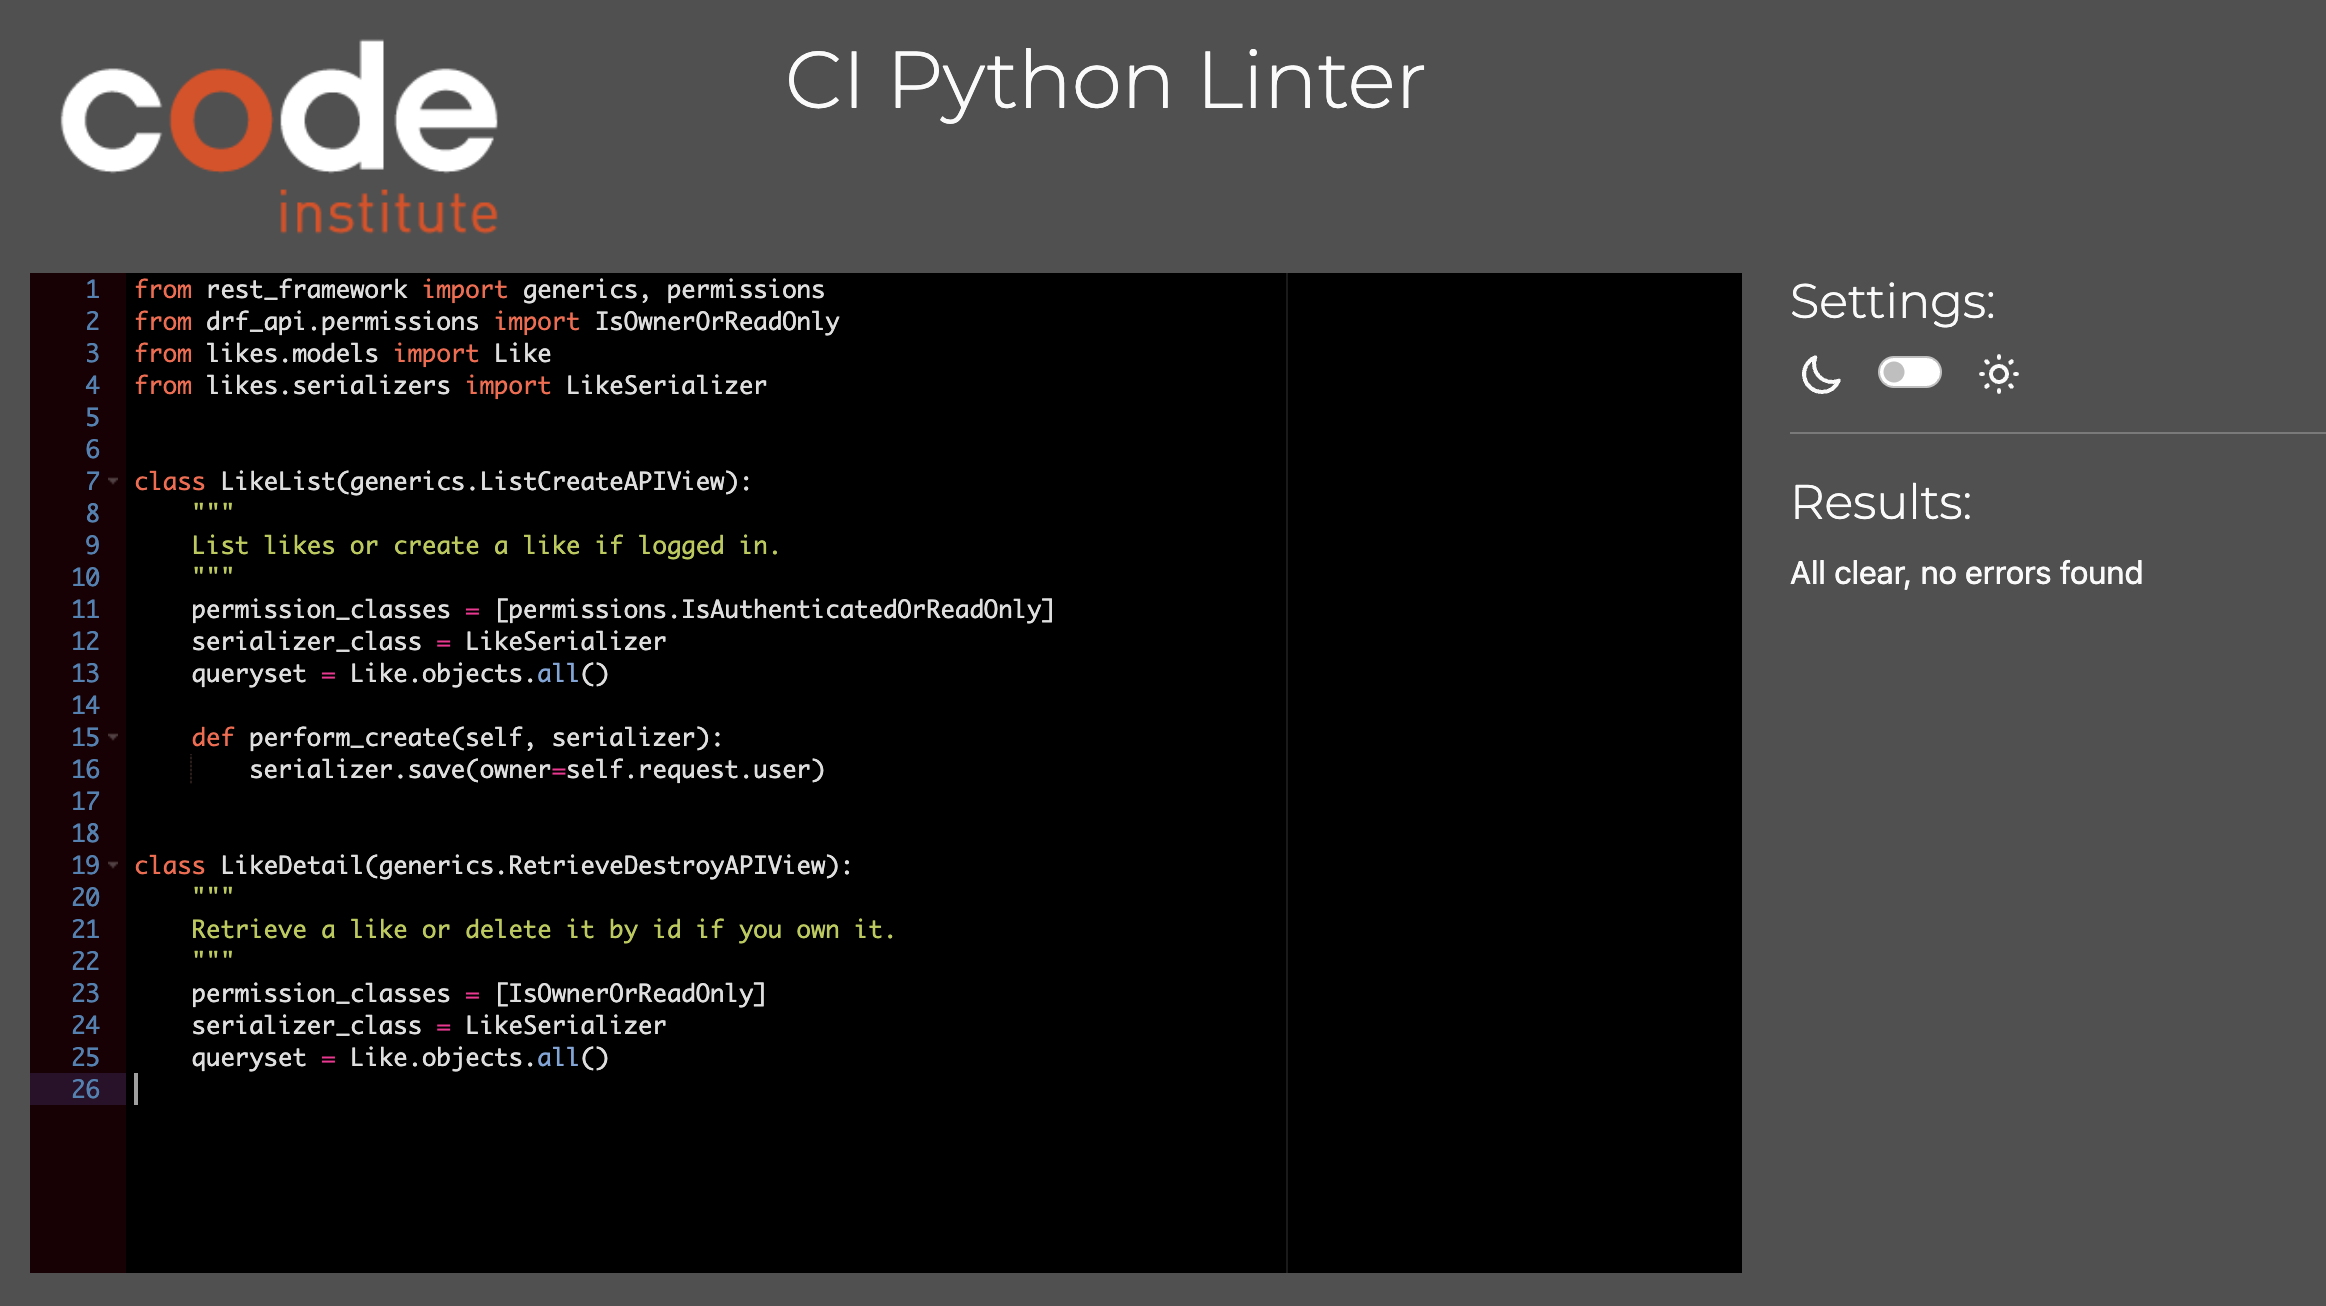 code
institute
CI Python Linter
1 from rest_framework import generics, permissions
2 from drf_api.permissions import IsOwnerOrReadOnly
3 from likes.models import Like
4 from likes.serializers import LikeSerializer
5
6
7 class LikeList(generics.ListCreateAPIView):
8     """
9     List likes or create a like if logged in.
10     """
11     permission_classes = [permissions.IsAuthenticatedOrReadOnly]
12     serializer_class = LikeSerializer
13     queryset = Like.objects.all()
14
15     def perform_create(self, serializer):
16         serializer.save(owner=self.request.user)
17
18
19 class LikeDetail(generics.RetrieveDestroyAPIView):
20     """
21     Retrieve a like or delete it by id if you own it.
22     """
23     permission_classes = [IsOwnerOrReadOnly]
24     serializer_class = LikeSerializer
25     queryset = Like.objects.all()
26
Settings:
Results:
All clear, no errors found